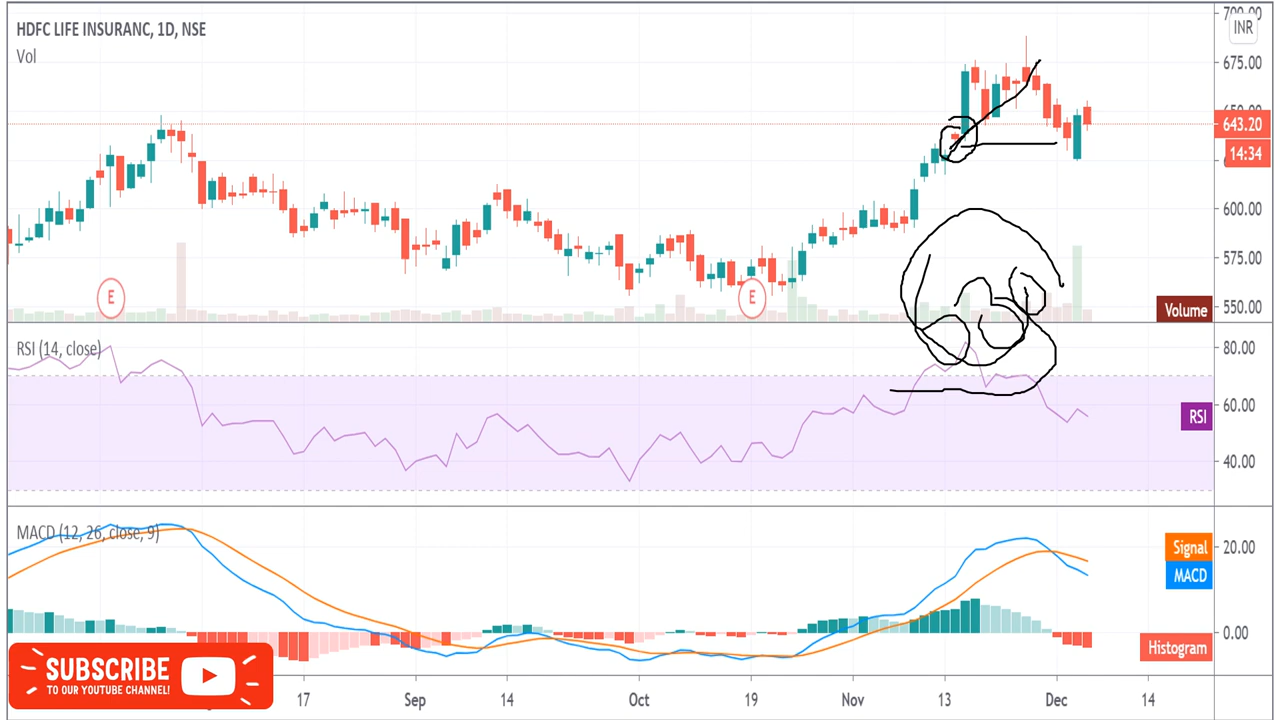 HDFC LIFE INSURANC, 1D, NSE
Vol
700.00
INR
675.00
650.00
643.20
14:34
600.00
575.00
550.00
E
E
Volume
RSI (14, close)
80.00
RSI
60.00
40.00
MACD (12, 26, close, 9)
Signal
20.00
MACD
0.00
Histogram
SUBSCRIBE
TO OUR YOUTUBE CHANNEL!
17
Sep
14
Oct
19
Nov
13
Dec
14